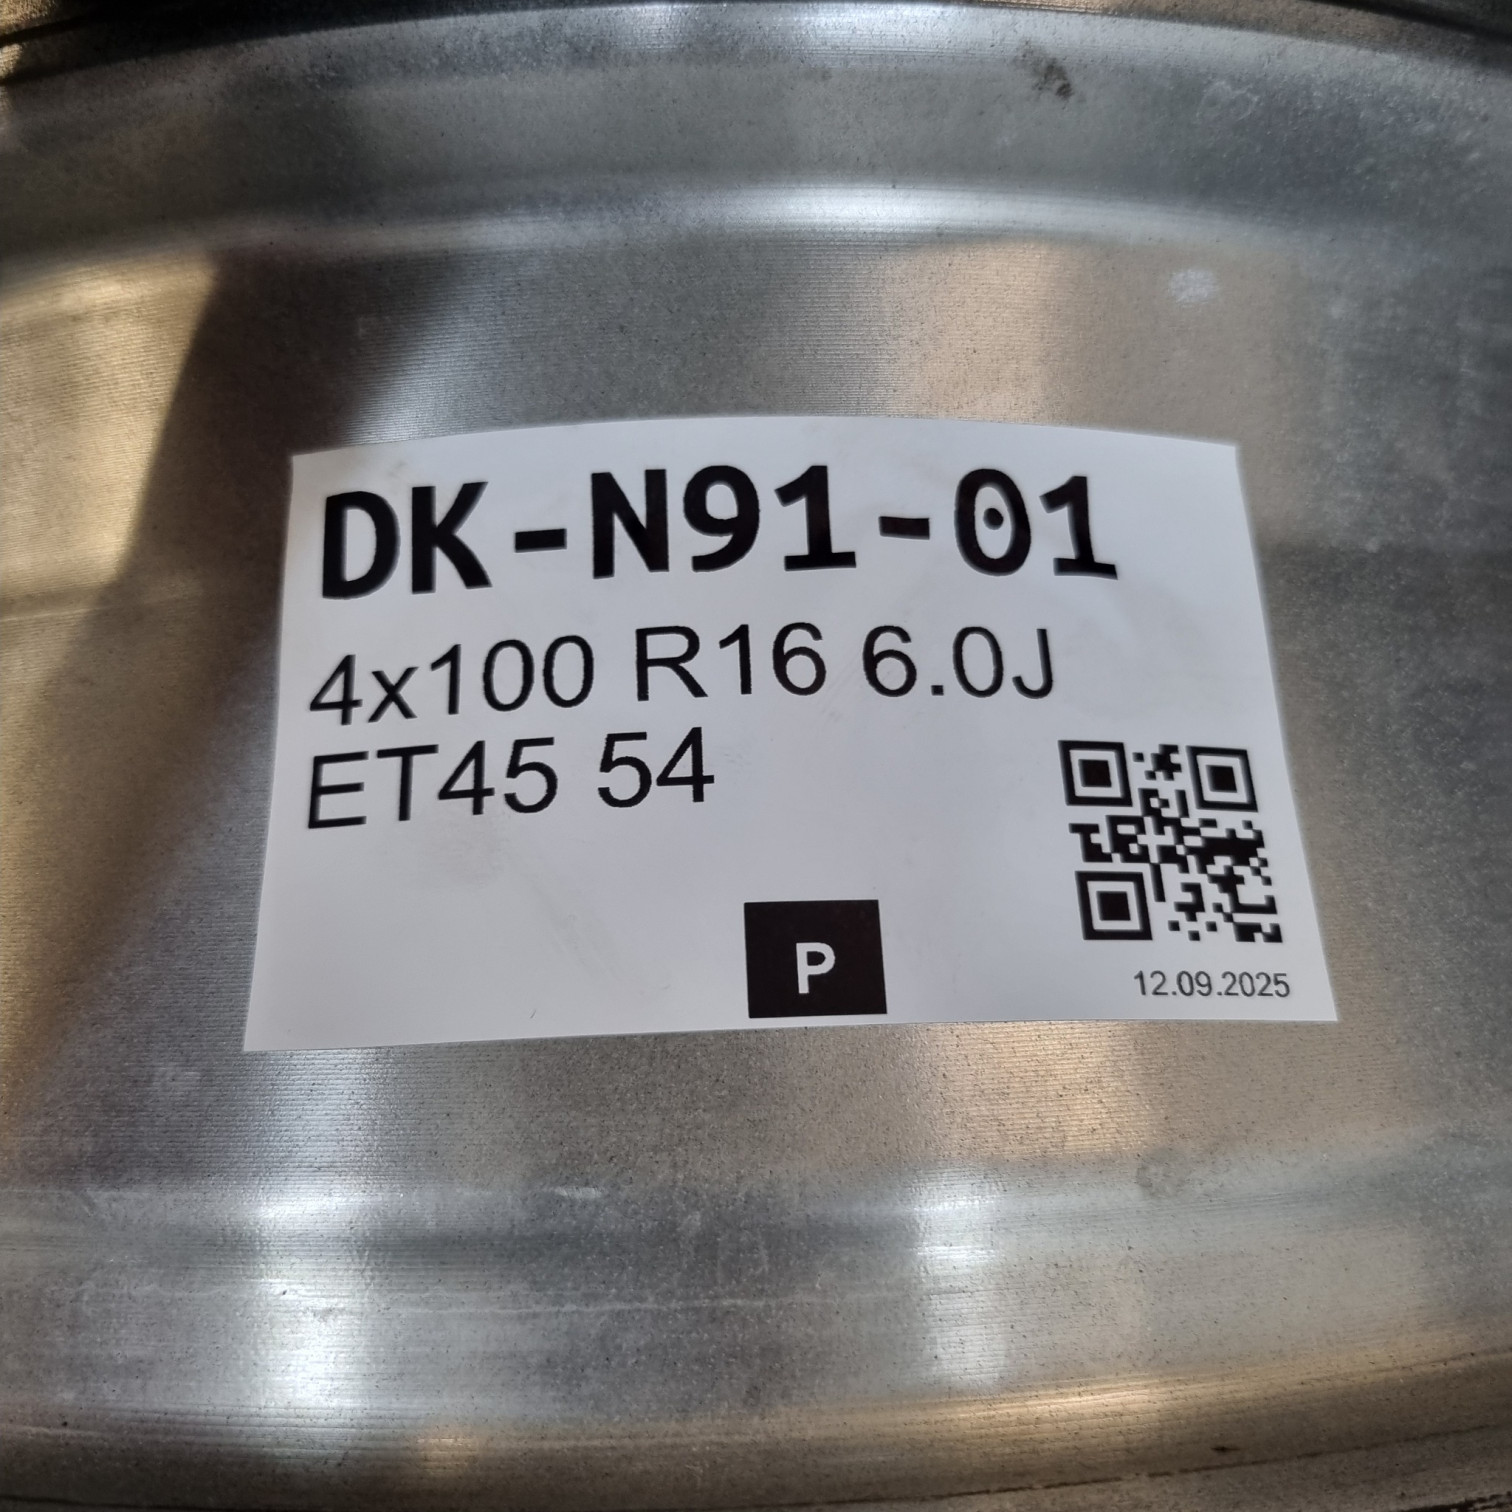 DK-N91-01
4x100 R16 6.0J
ET45 54
P
12.09.2025